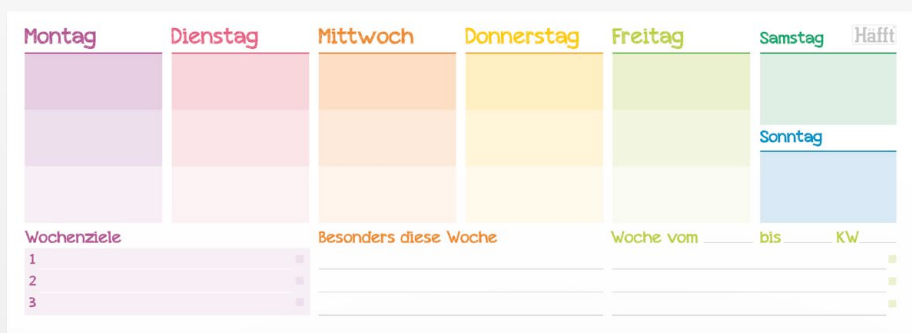 Montag Dienstag Mittwoch Donnerstag Freitag Samstag Häfft
Sonntag
Wochenziele Besonders diese Woche Woche vom bis KW
1
2
3